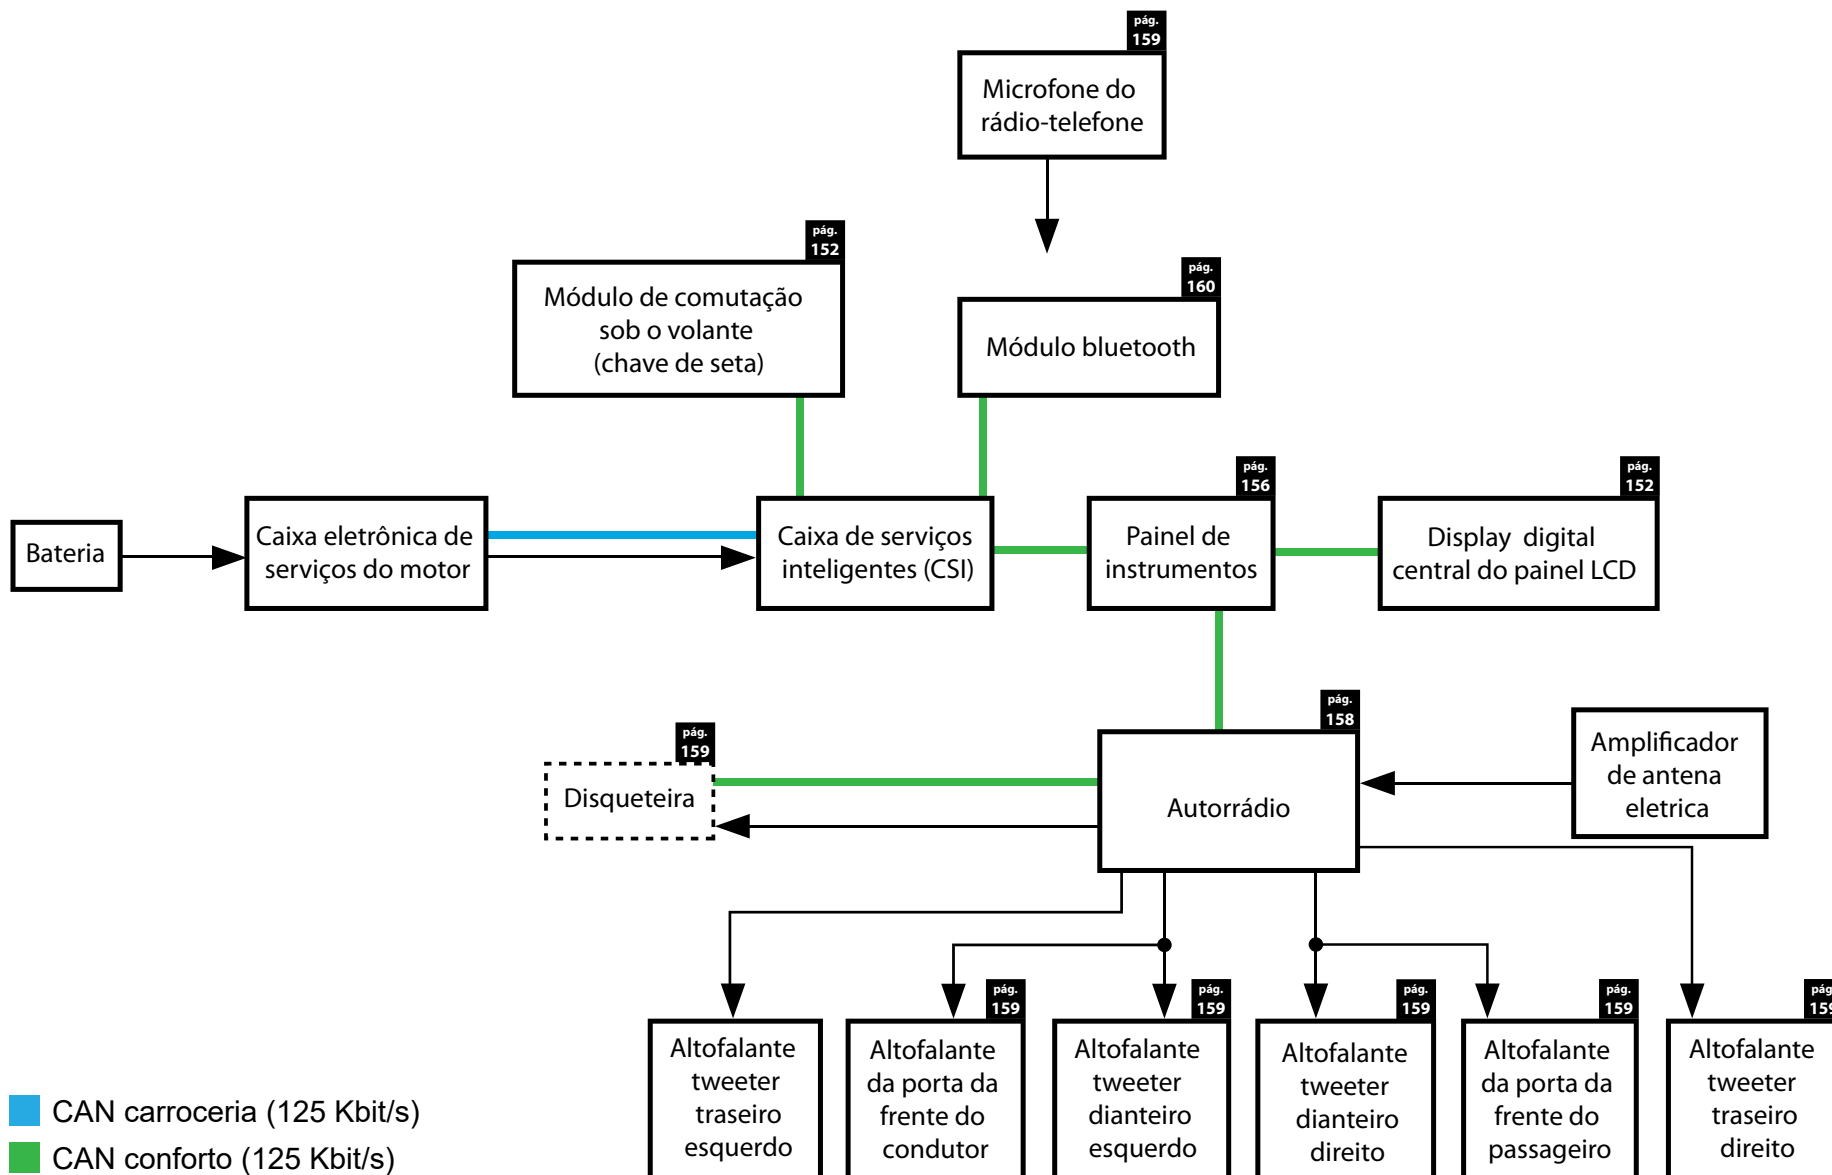 pág.
159
Microfone do
rádio-telefone
pág.
152
Módulo de comutação
sob o volante
(chave de seta)
pág.
160
Módulo bluetooth
Bateria
Caixa eletrônica de
serviços do motor
Caixa de serviços
inteligentes (CSI)
pág.
156
Painel de
instrumentos
pág.
152
Display digital
central do painel LCD
pág.
159
Disqueteira
pág.
158
Autorrádio
Amplificador
de antena
eletrica
Altofalante
tweeter
traseiro
esquerdo
pág.
159
Altofalante
da porta da
frente do
condutor
pág.
159
Altofalante
tweeter
dianteiro
esquerdo
pág.
159
Altofalante
tweeter
dianteiro
direito
pág.
159
Altofalante
da porta da
frente do
passageiro
pág.
159
Altofalante
tweeter
traseiro
direito
CAN carroceria (125 Kbit/s)
CAN conforto (125 Kbit/s)